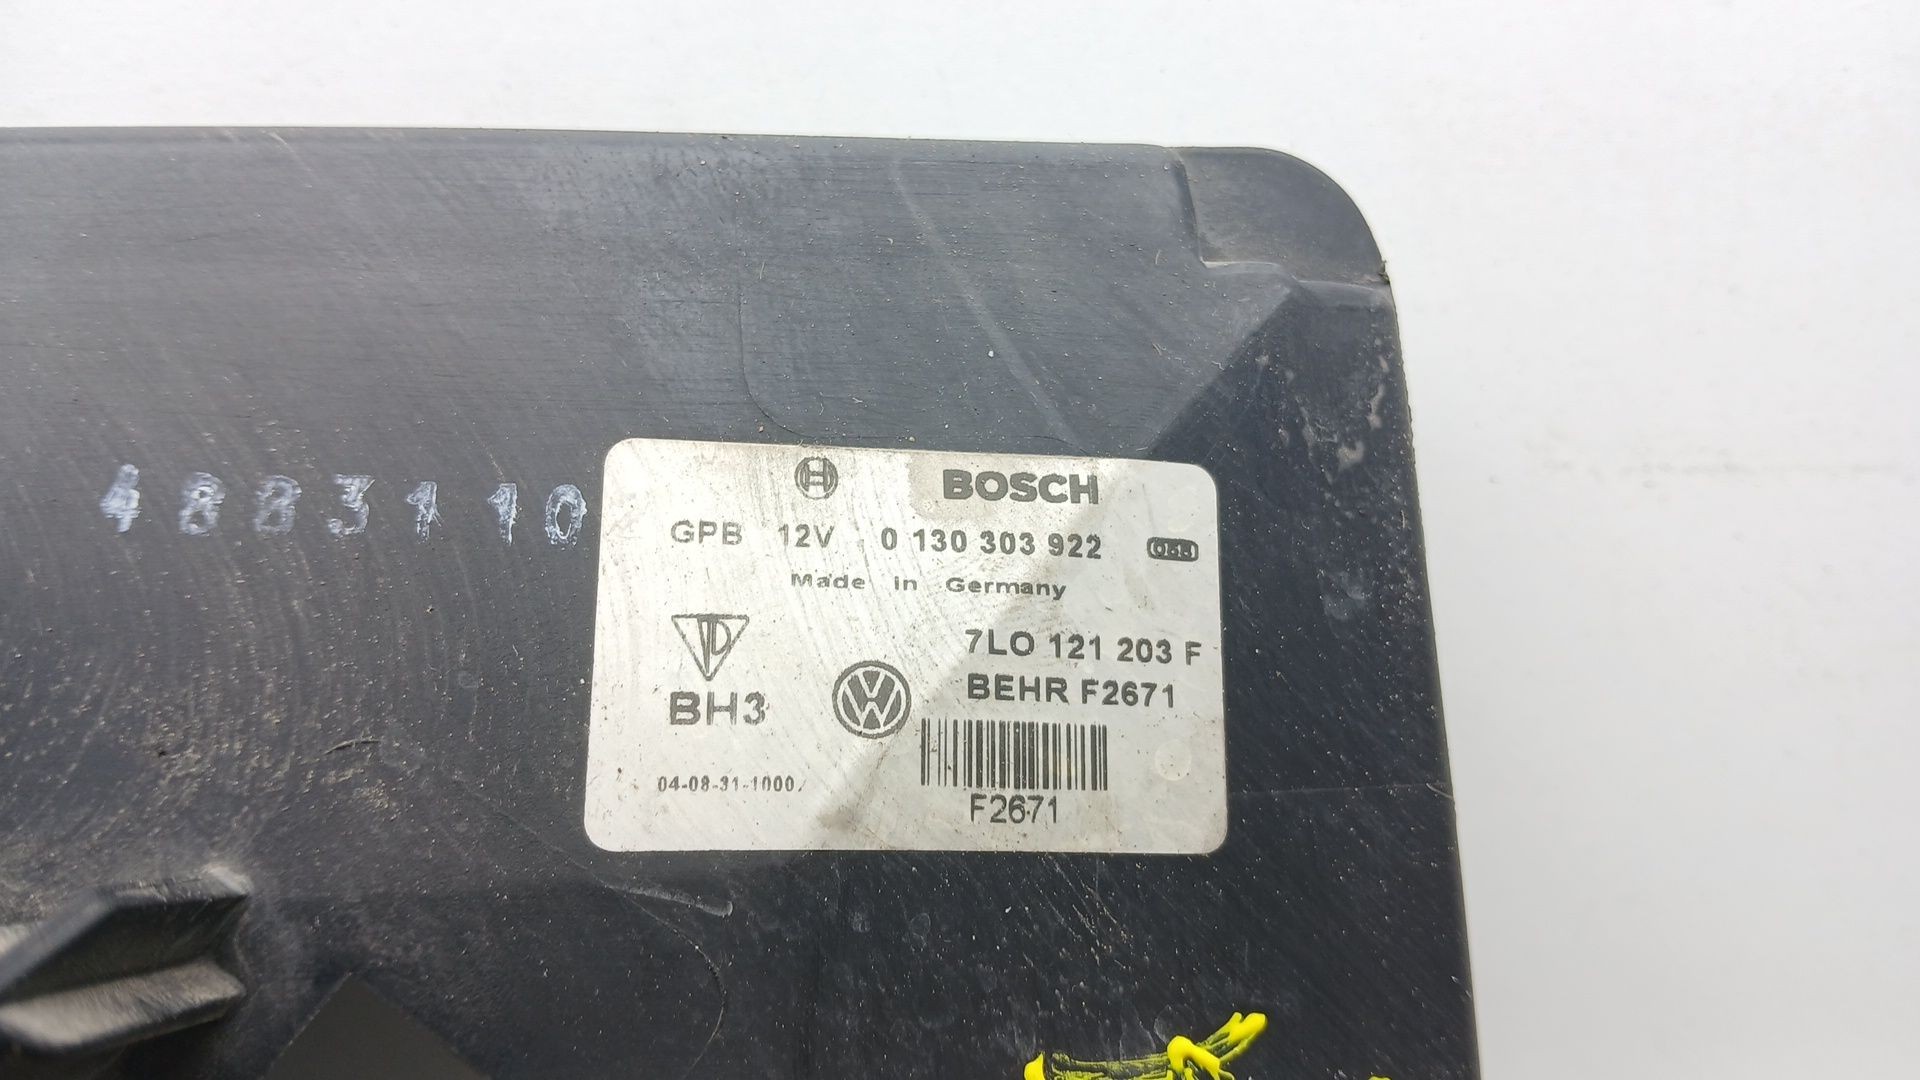 4883110
BOSCH
GPB 12V 0 130 303 922
Made in Germany
7L0 121 203 F
BH3
BEHR F2671
04-08-31-1000
F2671